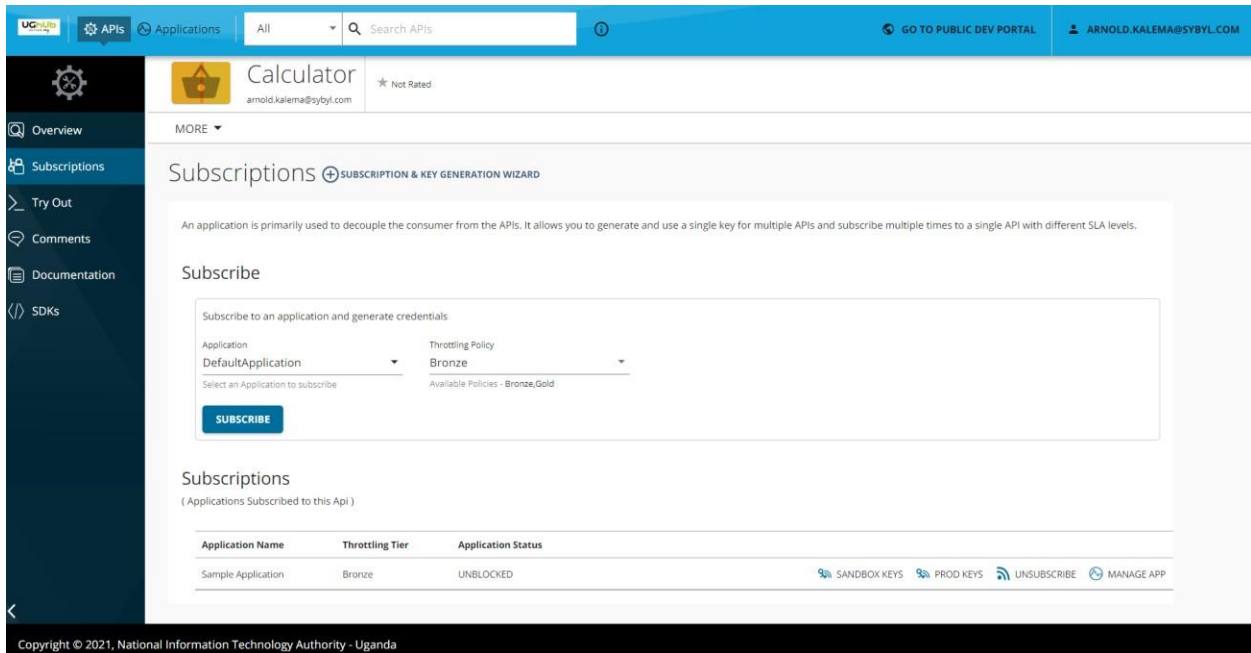 UGhUb
APIs
Applications
All
Search APIs
GO TO PUBLIC DEV PORTAL
ARNOLD.KALEMA@SYBYL.COM
Calculator
arnold.kalema@sybyl.com
Not Rated
Overview
Subscriptions
Try Out
Comments
Documentation
SDKs
MORE
Subscriptions
SUBSCRIPTION & KEY GENERATION WIZARD
An application is primarily used to decouple the consumer from the APIs. It allows you to generate and use a single key for multiple APIs and subscribe multiple times to a single API with different SLA levels.
Subscribe
Subscribe to an application and generate credentials
Application
DefaultApplication
Select an Application to subscribe
Throttling Policy
Bronze
Available Policies - Bronze,Gold
SUBSCRIBE
Subscriptions
( Applications Subscribed to this Api )
Application Name Throttling Tier Application Status
Sample Application Bronze UNBLOCKED SANDBOX KEYS PROD KEYS UNSUBSCRIBE MANAGE APP
Copyright © 2021, National Information Technology Authority - Uganda